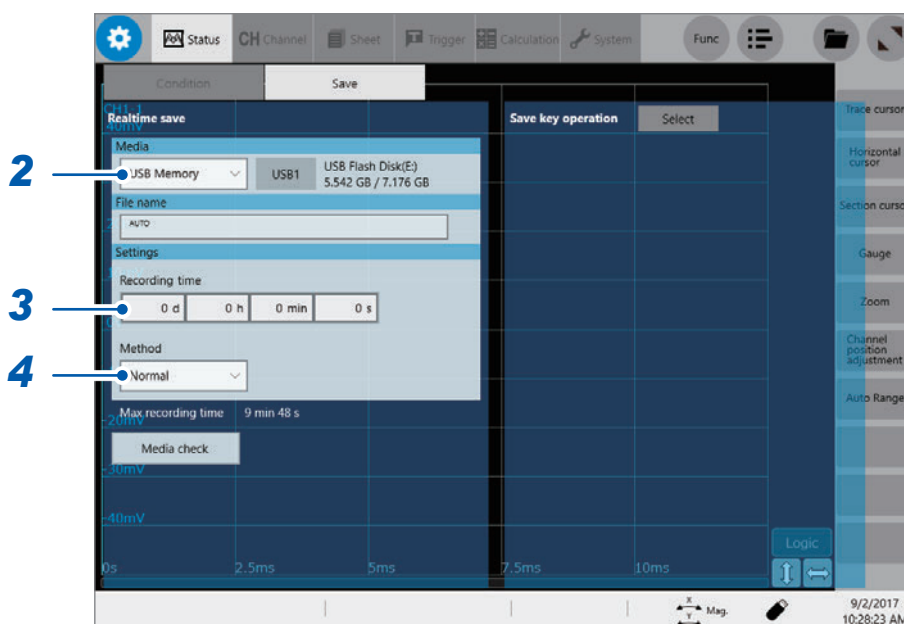 Status CH Channel Sheet Trigger Calculation System Func
Condition Save
CH1-1
40mV
Realtime save
Save key operation Select
Media
2
USB Memory USB1 USB Flash Disk(E:)
5.542 GB / 7.176 GB
File name
AUTO
Settings
Recording time
3
0 d 0 h 0 min 0 s
Method
4
Normal
Max recording time 9 min 48 s
-20mV
Media check
-30mV
-40mV
0s 2.5ms 5ms 7.5ms 10ms
Trace cursor
Horizontal
cursor
Section curso
Gauge
Zoom
Channel
position
adjustment
Auto Range
Logic
X
Y
Mag.
9/2/2017
10:28:23 AM